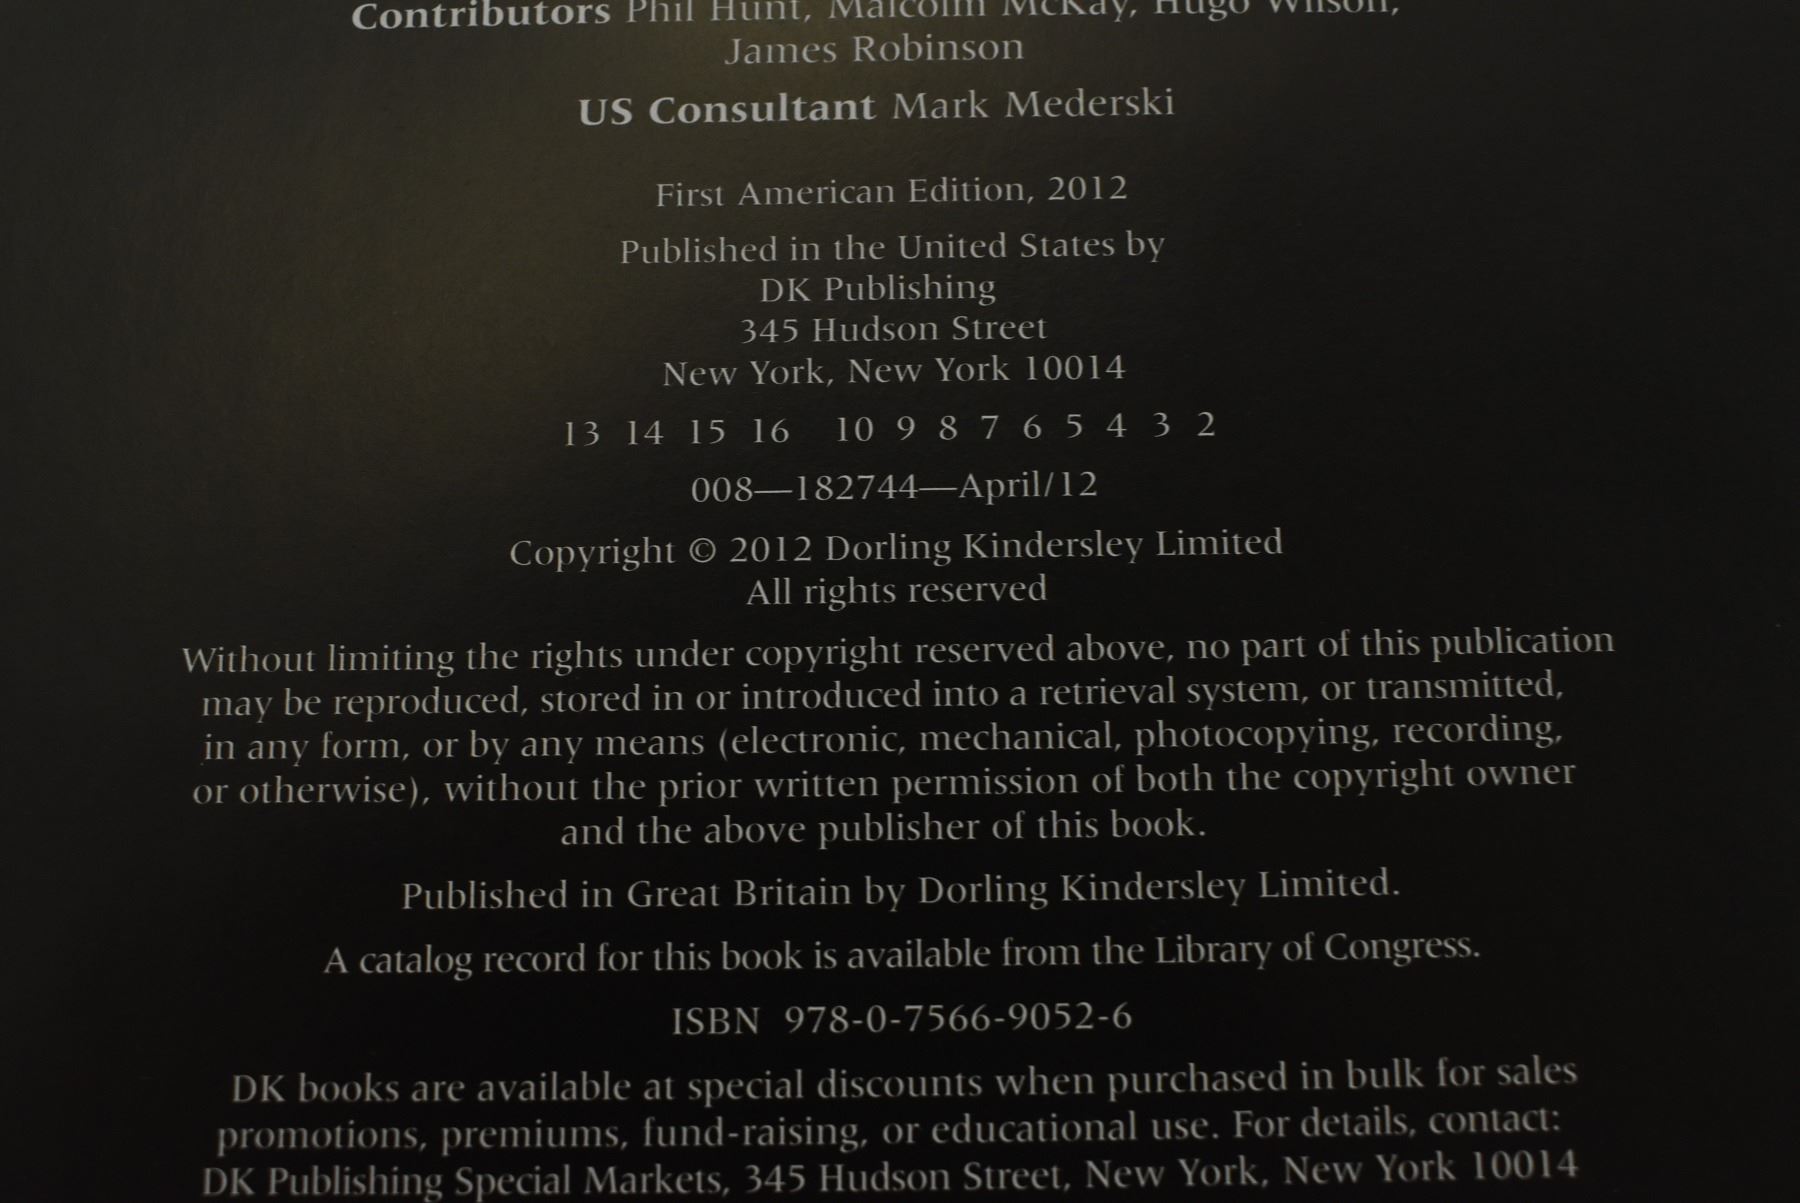 Contributors Phil Hunt, Malcolm McKay, Hugo Wilson,
James Robinson
US Consultant Mark Mederski
First American Edition, 2012
Published in the United States by
DK Publishing
345 Hudson Street
New York, New York 10014
13 14 15 16 10 9 8 7 6 5 4 3 2
008—182744—April/12
Copyright © 2012 Dorling Kindersley Limited
All rights reserved
Without limiting the rights under copyright reserved above, no part of this publication
may be reproduced, stored in or introduced into a retrieval system, or transmitted,
in any form, or by any means (electronic, mechanical, photocopying, recording,
or otherwise), without the prior written permission of both the copyright owner
and the above publisher of this book.
Published in Great Britain by Dorling Kindersley Limited.
A catalog record for this book is available from the Library of Congress.
ISBN 978-0-7566-9052-6
DK books are available at special discounts when purchased in bulk for sales
promotions, premiums, fund-raising, or educational use. For details, contact:
DK Publishing Special Markets, 345 Hudson Street, New York, New York 10014